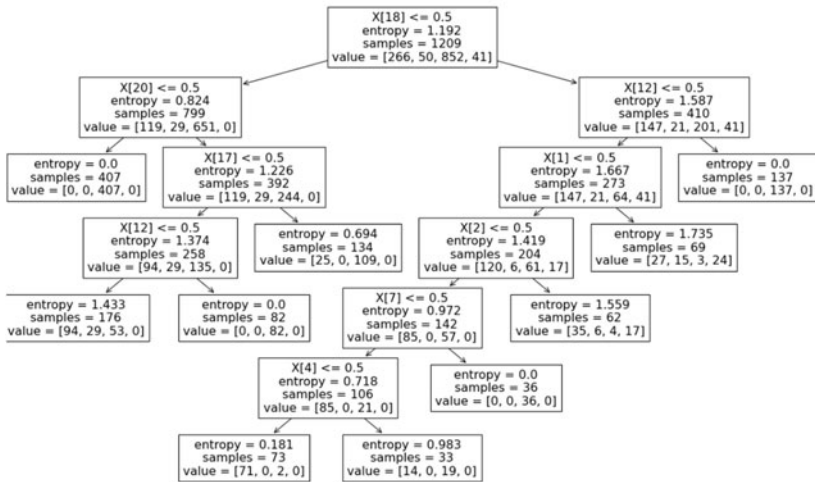 X[18] <= 0.5
entropy = 1.192
samples = 1209
value = [266, 50, 852, 41]
X[20] <= 0.5
entropy = 0.824
samples = 799
value = [119, 29, 651, 0]
X[12] <= 0.5
entropy = 1.587
samples = 410
value = [147, 21, 201, 41]
entropy = 0.0
samples = 407
value = [0, 0, 407, 0]
X[17] <= 0.5
entropy = 1.226
samples = 392
value = [119, 29, 244, 0]
X[1] <= 0.5
entropy = 1.667
samples = 273
value = [147, 21, 64, 41]
entropy = 0.0
samples = 137
value = [0, 0, 137, 0]
X[12] <= 0.5
entropy = 1.374
samples = 258
value = [94, 29, 135, 0]
entropy = 0.694
samples = 134
value = [25, 0, 109, 0]
X[2] <= 0.5
entropy = 1.419
samples = 204
value = [120, 6, 61, 17]
entropy = 1.735
samples = 69
value = [27, 15, 3, 24]
entropy = 1.433
samples = 176
value = [94, 29, 53, 0]
entropy = 0.0
samples = 82
value = [0, 0, 82, 0]
X[7] <= 0.5
entropy = 0.972
samples = 142
value = [85, 0, 57, 0]
entropy = 1.559
samples = 62
value = [35, 6, 4, 17]
X[4] <= 0.5
entropy = 0.718
samples = 106
value = [85, 0, 21, 0]
entropy = 0.0
samples = 36
value = [0, 0, 36, 0]
entropy = 0.181
samples = 73
value = [71, 0, 2, 0]
entropy = 0.983
samples = 33
value = [14, 0, 19, 0]